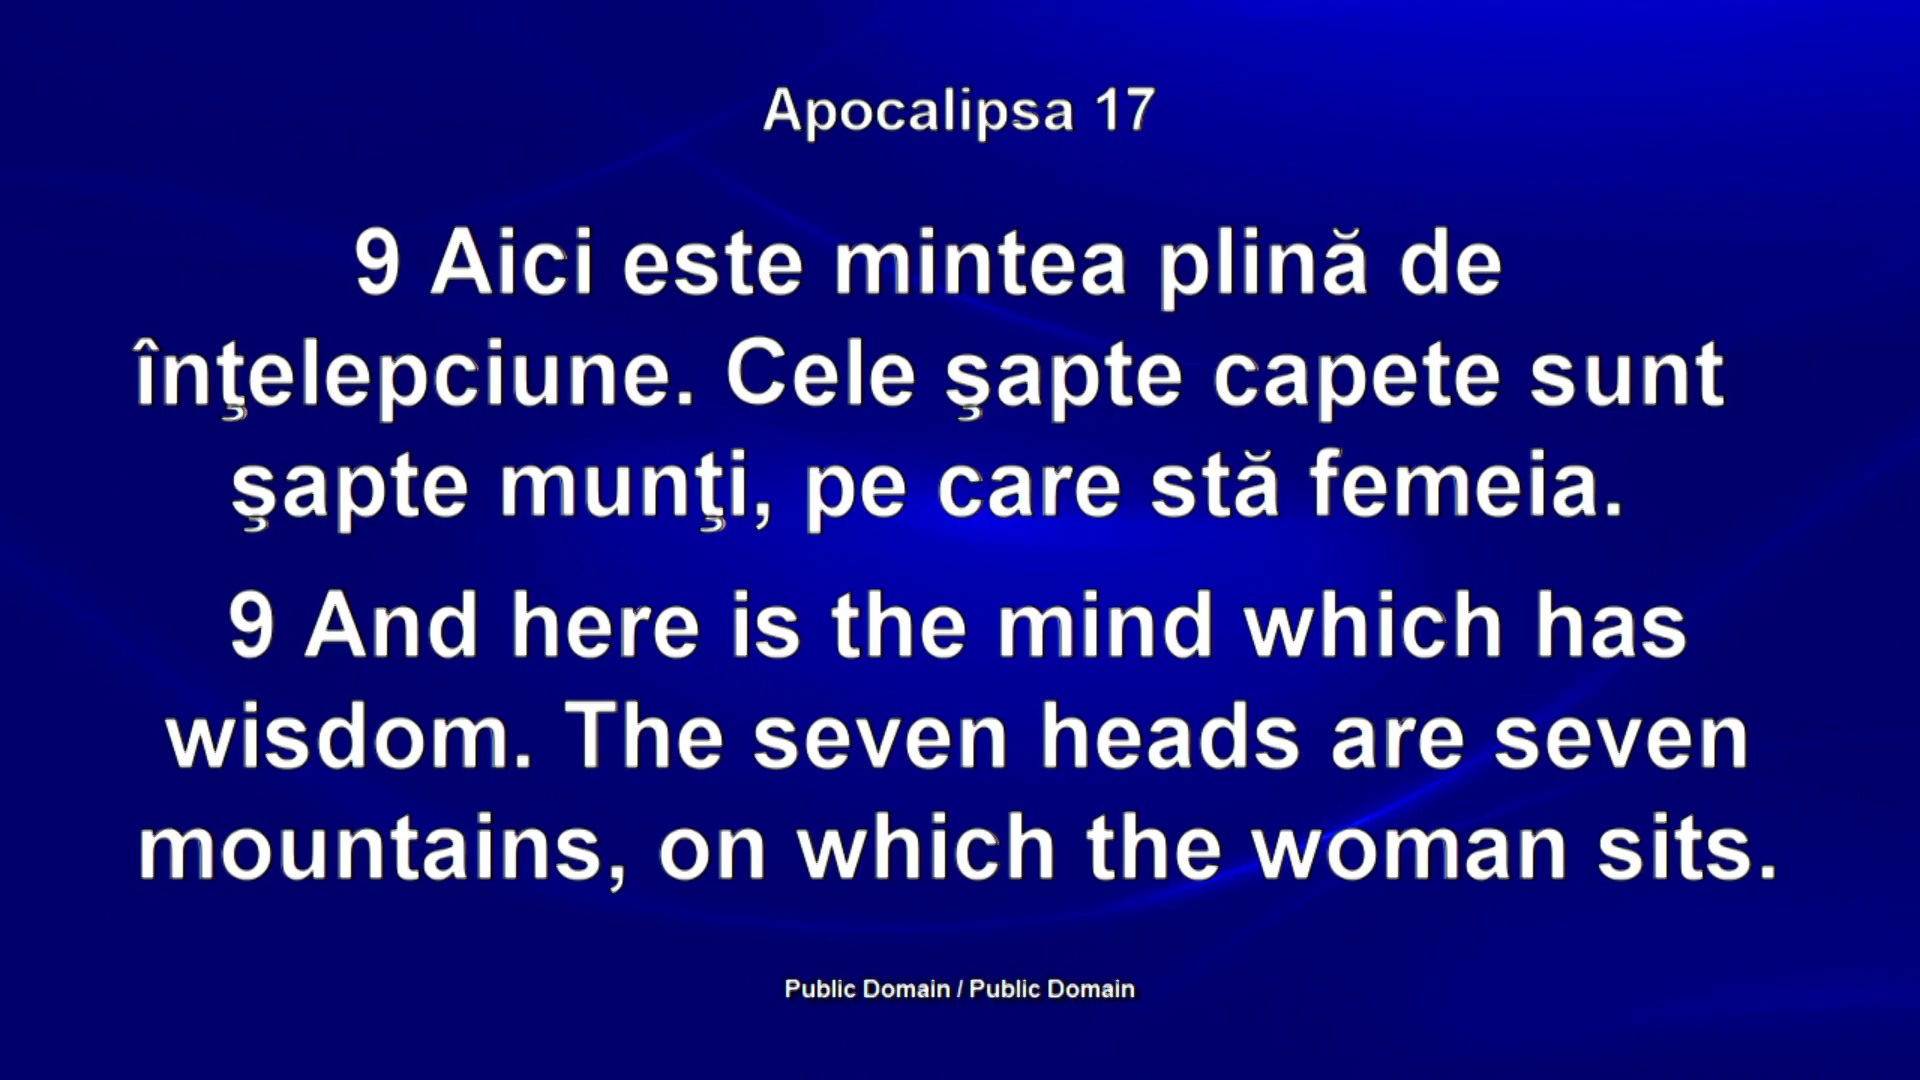 Apocalipsa 17
9 Aici este mintea plină de
înţelepciune. Cele şapte capete sunt
şapte munţi, pe care stă femeia.
9 And here is the mind which has
wisdom. The seven heads are seven
mountains, on which the woman sits.
Public Domain / Public Domain